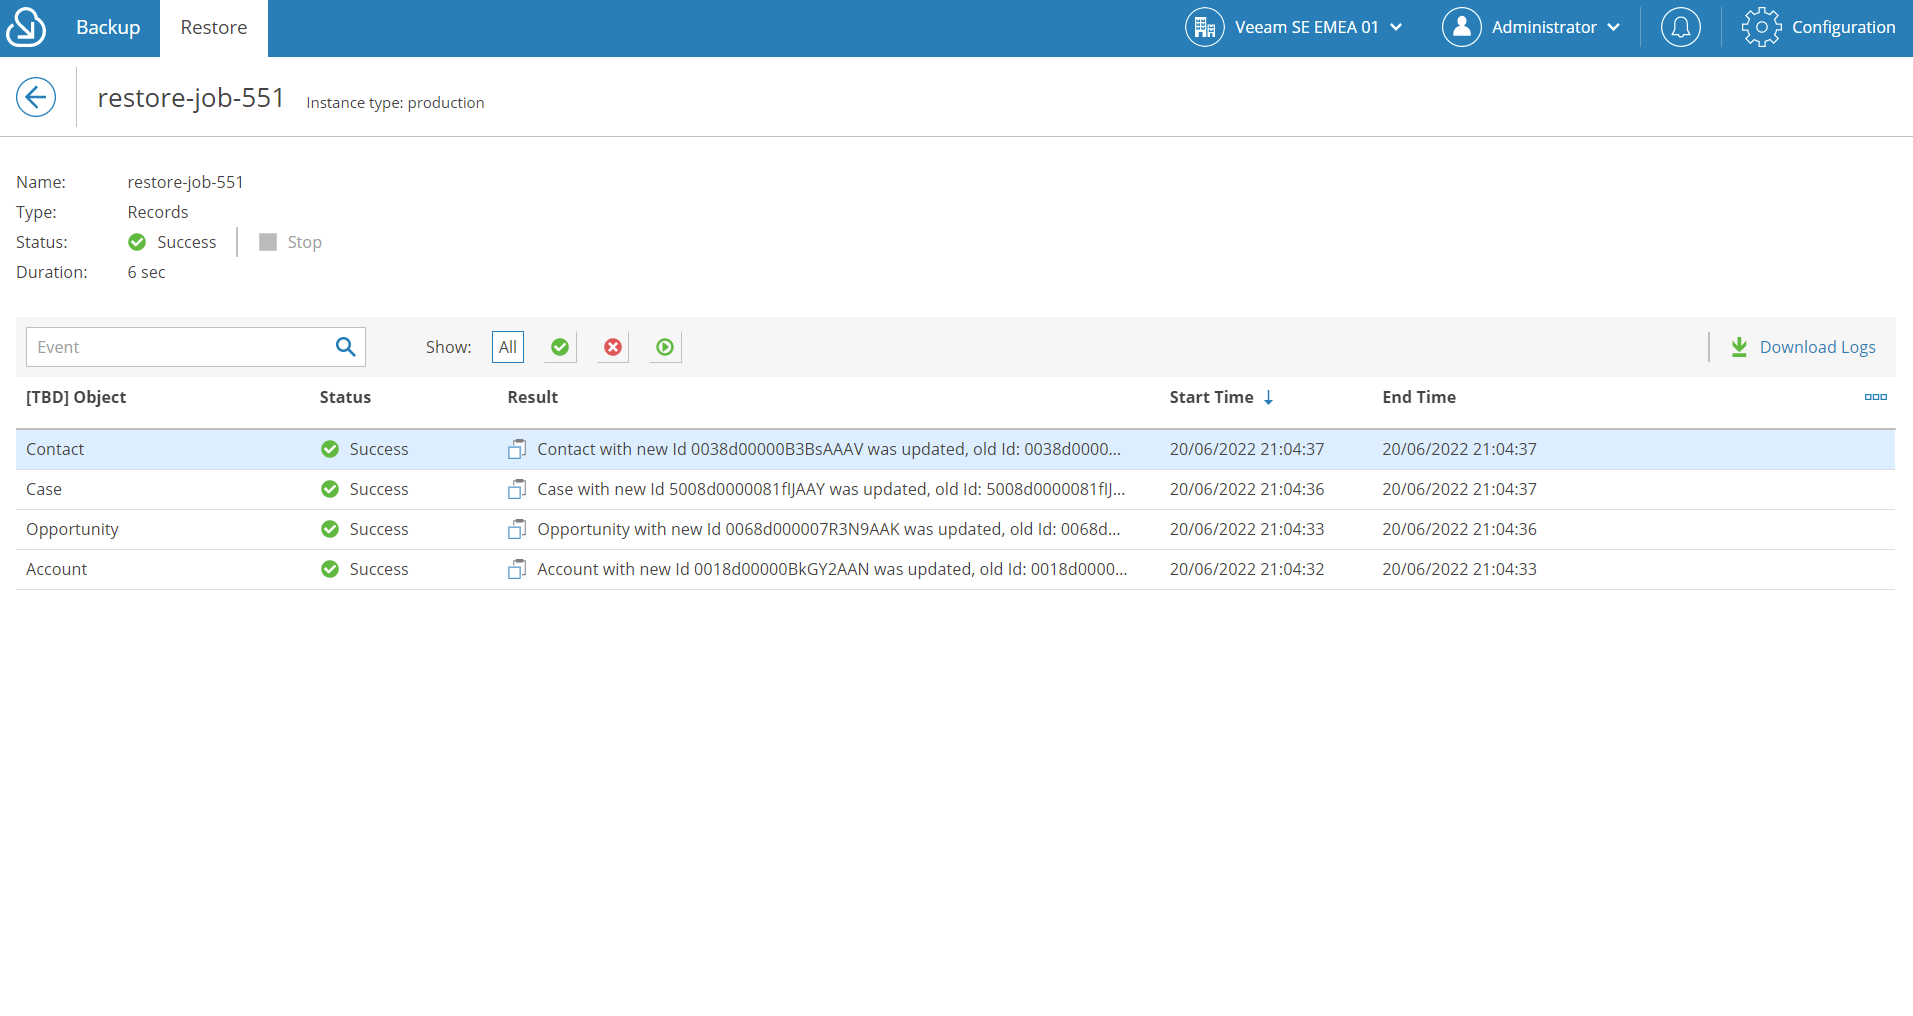 Backup Restore Veeam SE EMEA 01 Administrator Configuration
restore-job-551 Instance type: production
Name: restore-job-551
Type: Records
Status: Success Stop
Duration: 6 sec
Event Show: All Download Logs
[TBD] Object Status Result Start Time End Time
Contact Success Contact with new Id 0038d00000B3BsAAAV was updated, old Id: 0038d0000... 20/06/2022 21:04:37 20/06/2022 21:04:37
Case Success Case with new Id 5008d0000081fIJAAY was updated, old Id: 5008d0000081fIJ... 20/06/2022 21:04:36 20/06/2022 21:04:37
Opportunity Success Opportunity with new Id 0068d000007R3N9AAK was updated, old Id: 0068d... 20/06/2022 21:04:33 20/06/2022 21:04:36
Account Success Account with new Id 0018d00000BkGY2AAN was updated, old Id: 0018d0000... 20/06/2022 21:04:32 20/06/2022 21:04:33